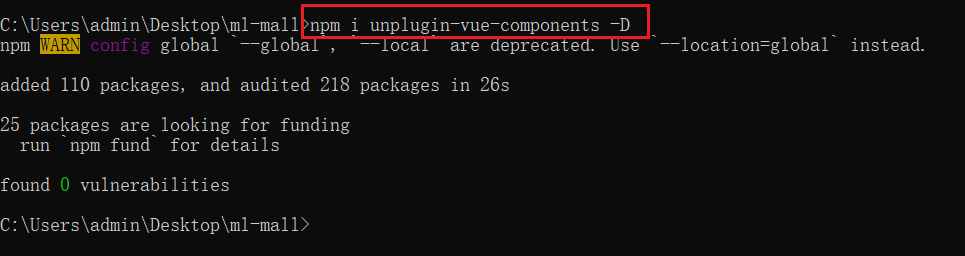 C:\Users\admin\Desktop\ml-mall>npm i unplugin-vue-components -D
npm WARN config global `--global`, `--local` are deprecated. Use `--location=global` instead.
added 110 packages, and audited 218 packages in 26s
25 packages are looking for funding
  run `npm fund` for details
found 0 vulnerabilities
C:\Users\admin\Desktop\ml-mall>